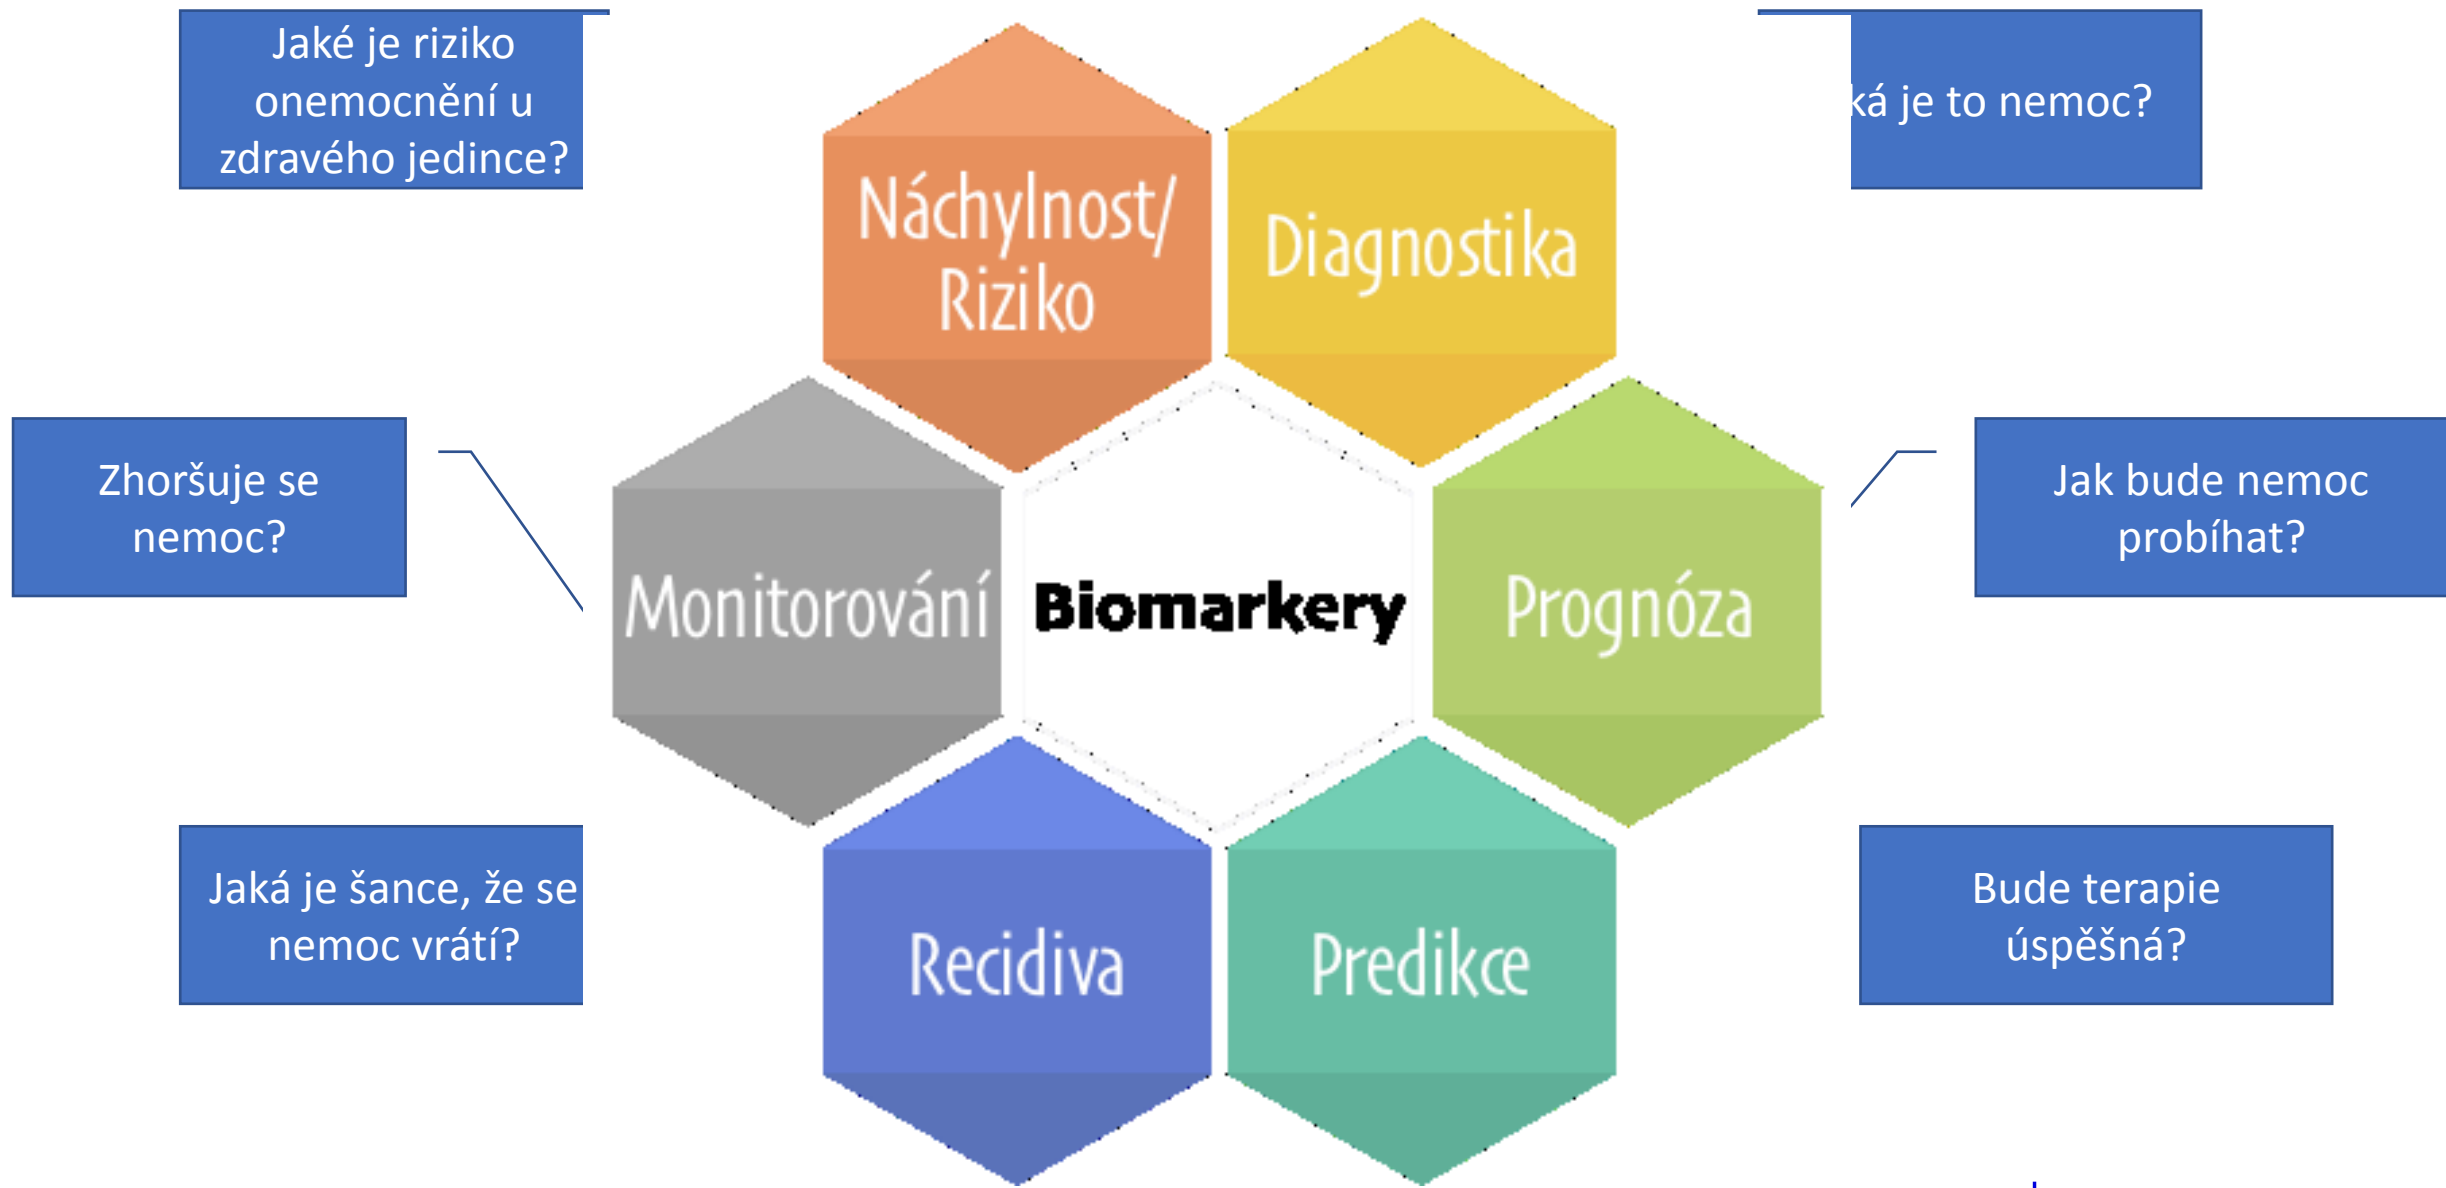 Jaké je riziko
onemocnění u
zdravého jedince?
Náchylnost/
Riziko
Diagnostika
je to nemoc?
Zhoršuje se
nemoc?
Monitorování
Biomarkery
Prognóza
Jak bude nemoc
probíhat?
Jaká je šance, že se
nemoc vrátí?
Recidiva
Predikce
Bude terapie
úspěšná?